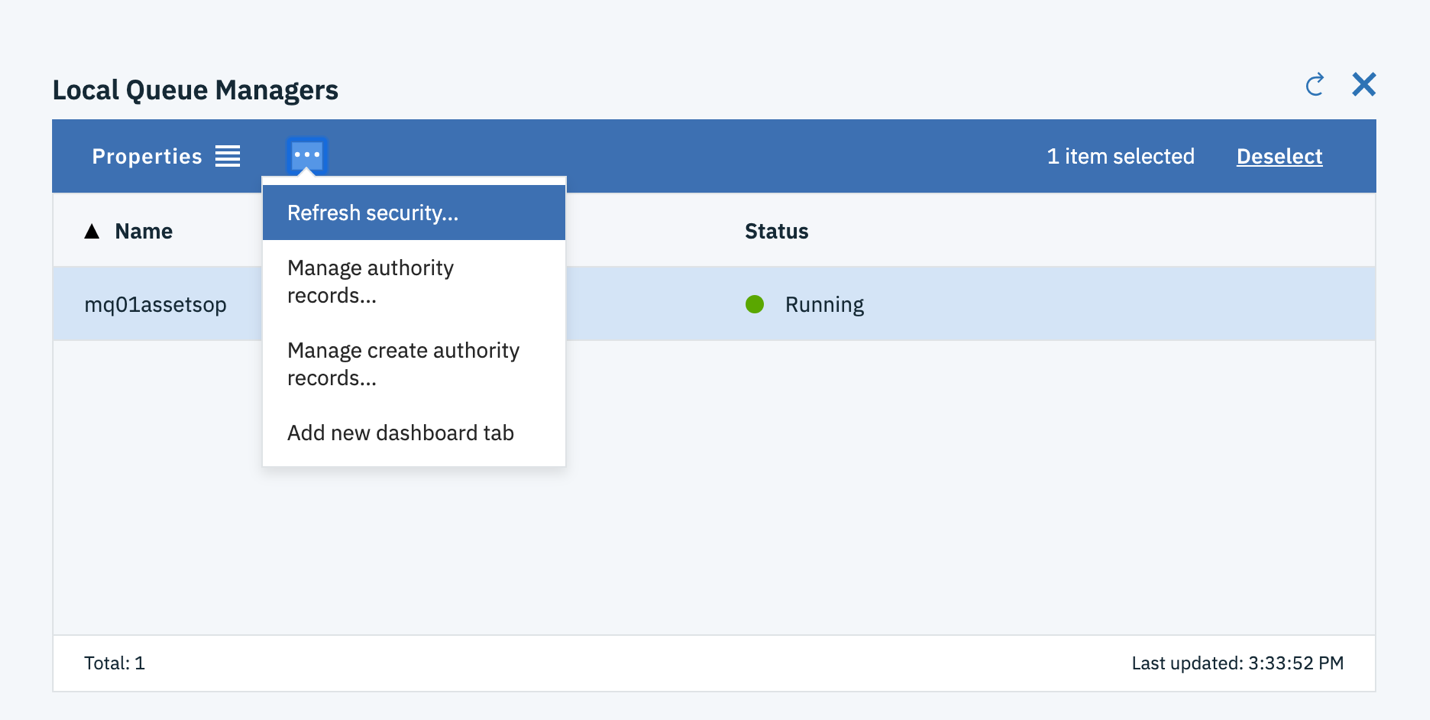 Local Queue Managers
Properties
1 item selected
Deselect
Refresh security...
Name
Status
Manage authority
records...
mq01assetsop
Running
Manage create authority
records...
Add new dashboard tab
Total: 1
Last updated: 3:33:52 PM